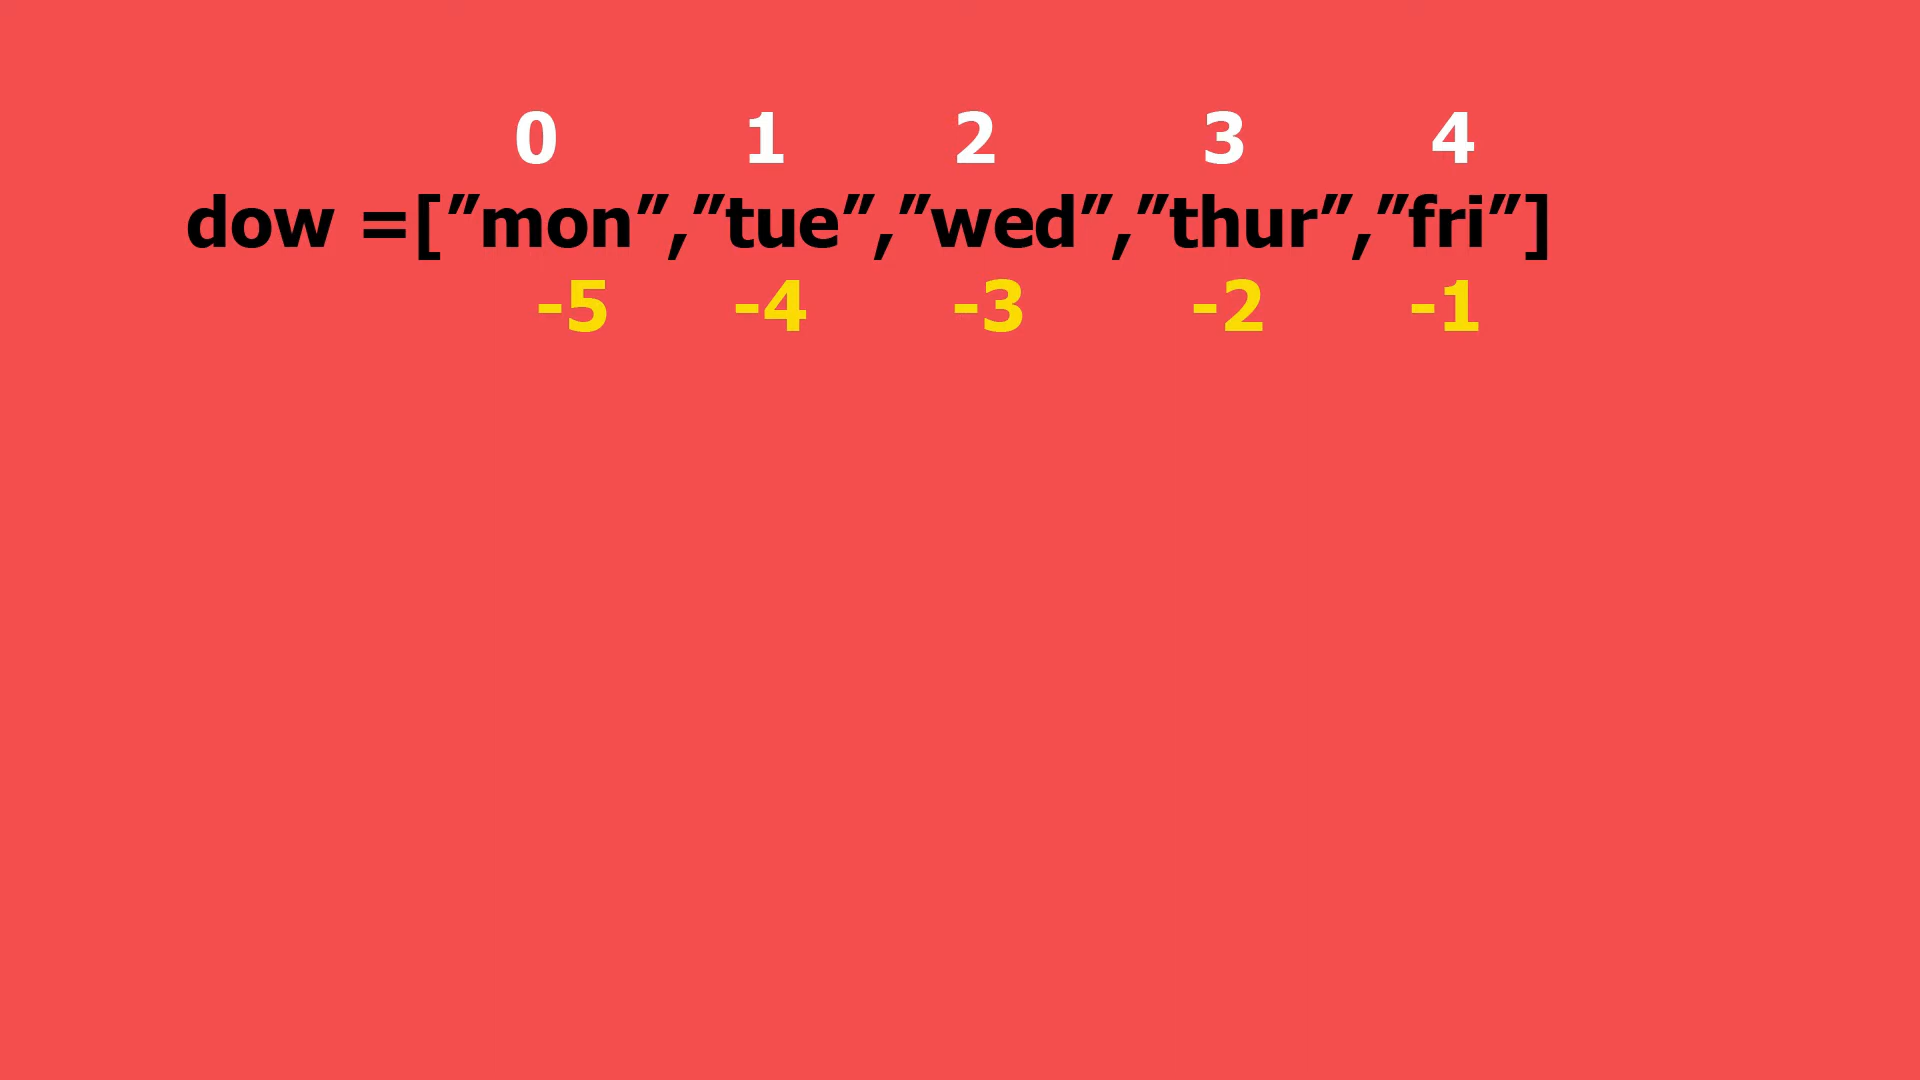 0 1 2 3 4
dow =[”mon”,”tue”,”wed”,”thur”,”fri”]
-5 -4 -3 -2 -1